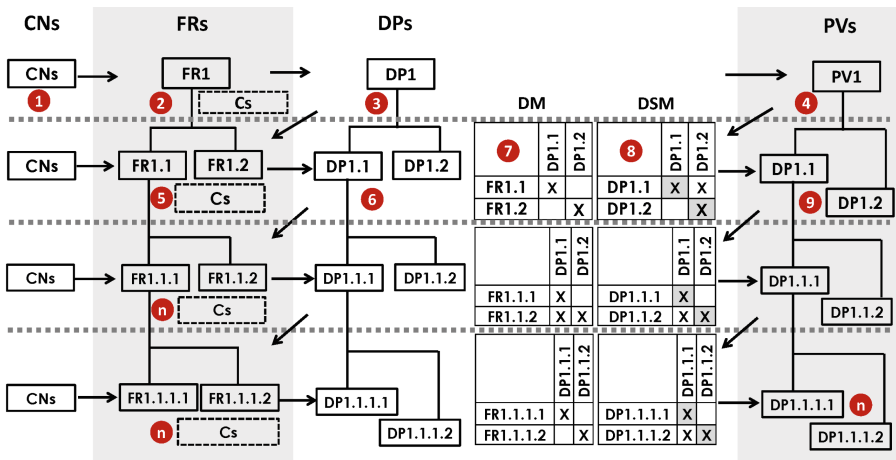 CNs FRs DPs PVs
CNs FR1 DP1 PV1
1 2 Cs 3 4
DM DSM
7 DP1.1 DP1.2 8 DP1.1 DP1.2
CNs FR1.1 FR1.2 DP1.1 DP1.2 DP1.1
FR1.1 X DP1.1 X X
5 Cs 6 9 DP1.2
FR1.2 X DP1.2 X
DP1.1 DP1.2 DP1.1 DP1.2
CNs FR1.1.1 FR1.1.2 DP1.1.1 DP1.1.2 DP1.1.1
FR1.1.1 X DP1.1.1 X
n Cs DP1.1.2
FR1.1.2 X X DP1.1.2 X X
DP1.1.1 DP1.1.2 DP1.1.1 DP1.1.2
CNs FR1.1.1.1 FR1.1.1.2 DP1.1.1.1 DP1.1.1.1 n
FR1.1.1.1 X DP1.1.1.1 X
n Cs DP1.1.1.2 DP1.1.1.2
FR1.1.1.2 X DP1.1.1.2 X X